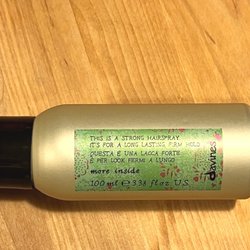 THIS IS A STRONG HAIRSPRAY
IT'S FOR A LONG LASTING FIRM HOLD
QUESTA È UNA LACCA FORTE
È PER LOOK FERMI A LUNGO
more inside
100 ml ℮ 3.38 fl.oz. U.S.
davines